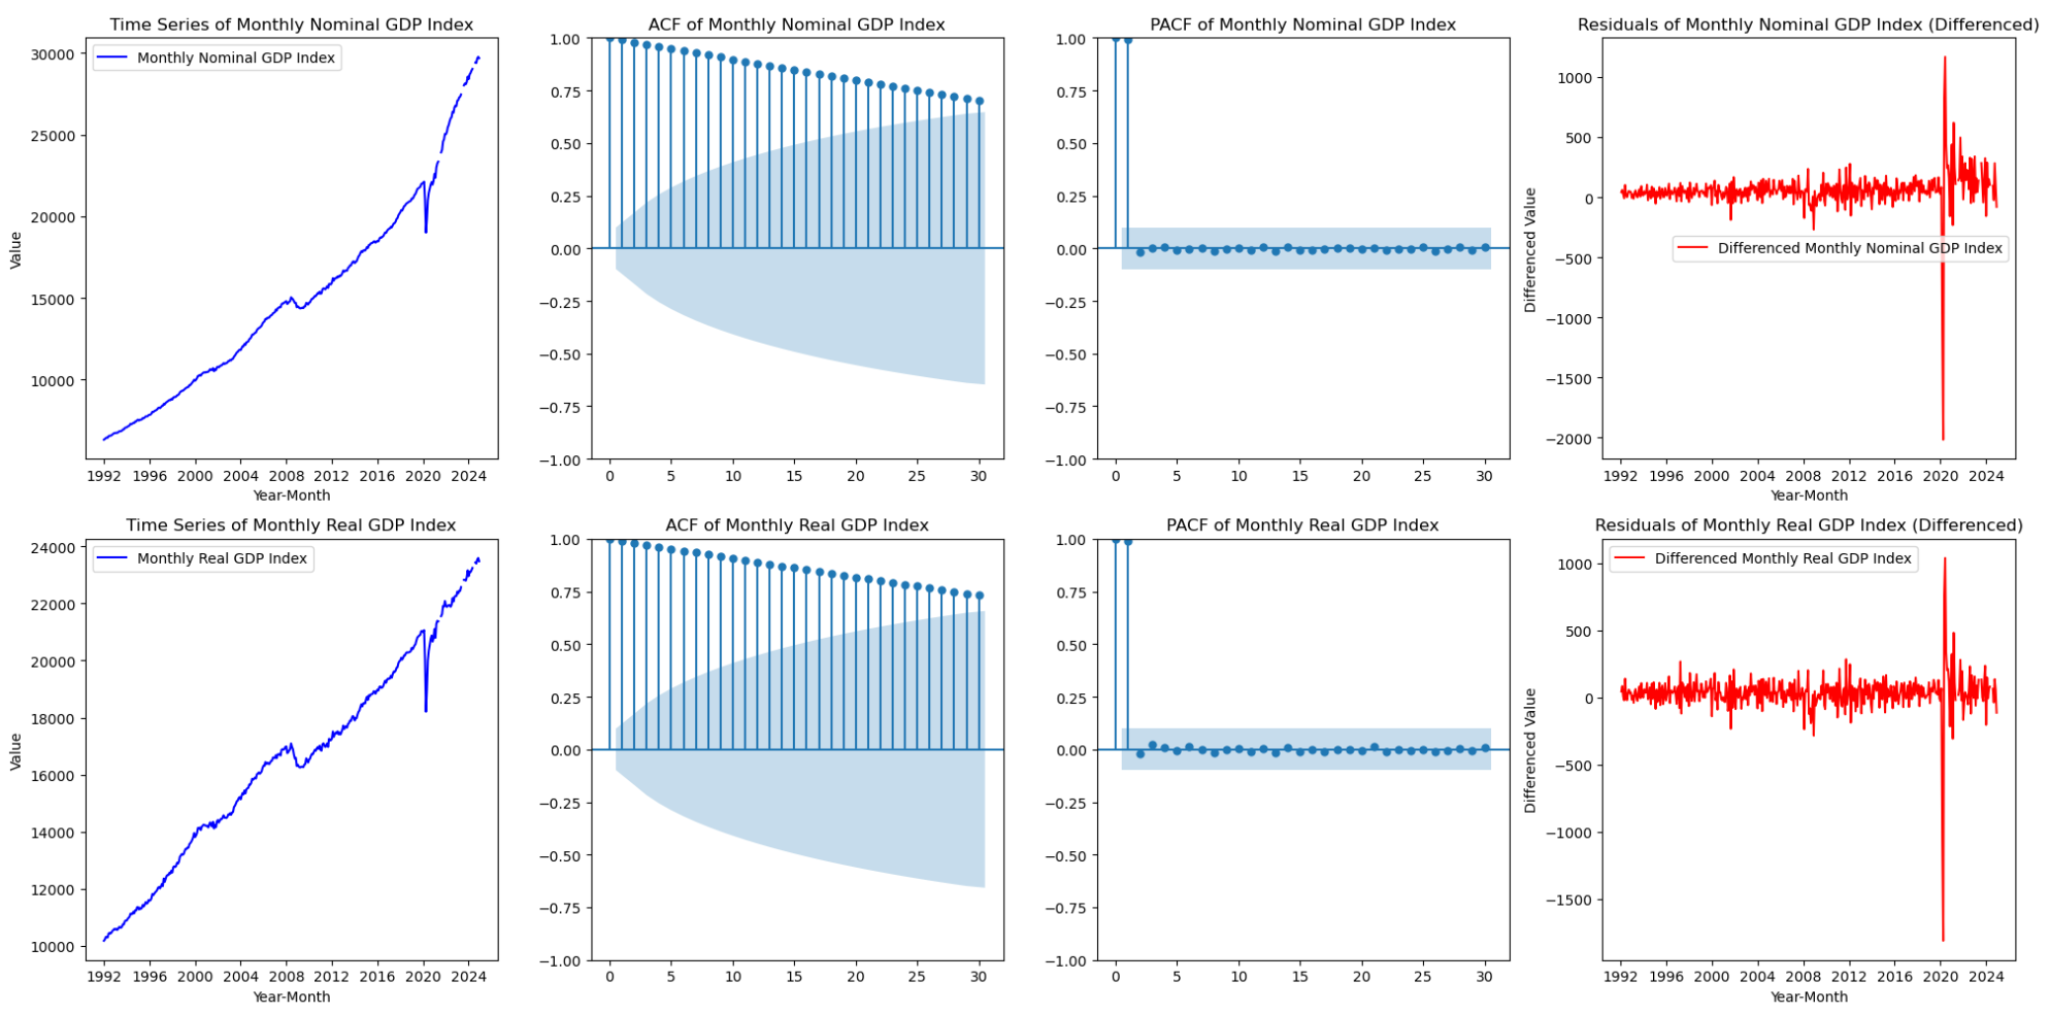 Time Series of Monthly Nominal GDP Index
Monthly Nominal GDP Index
Value
30000
25000
20000
15000
10000
1992 1996 2000 2004 2008 2012 2016 2020 2024
Year-Month
ACF of Monthly Nominal GDP Index
1.00
0.75
0.50
0.25
0.00
−0.25
−0.50
−0.75
−1.00
0 5 10 15 20 25 30
PACF of Monthly Nominal GDP Index
1.00
0.75
0.50
0.25
0.00
−0.25
−0.50
−0.75
−1.00
0 5 10 15 20 25 30
Residuals of Monthly Nominal GDP Index (Differenced)
Differenced Monthly Nominal GDP Index
Differenced Value
1000
500
0
−500
−1000
−1500
−2000
1992 1996 2000 2004 2008 2012 2016 2020 2024
Year-Month
Time Series of Monthly Real GDP Index
Monthly Real GDP Index
Value
24000
22000
20000
18000
16000
14000
12000
10000
1992 1996 2000 2004 2008 2012 2016 2020 2024
Year-Month
ACF of Monthly Real GDP Index
1.00
0.75
0.50
0.25
0.00
−0.25
−0.50
−0.75
−1.00
0 5 10 15 20 25 30
PACF of Monthly Real GDP Index
1.00
0.75
0.50
0.25
0.00
−0.25
−0.50
−0.75
−1.00
0 5 10 15 20 25 30
Residuals of Monthly Real GDP Index (Differenced)
Differenced Monthly Real GDP Index
Differenced Value
1000
500
0
−500
−1000
−1500
1992 1996 2000 2004 2008 2012 2016 2020 2024
Year-Month